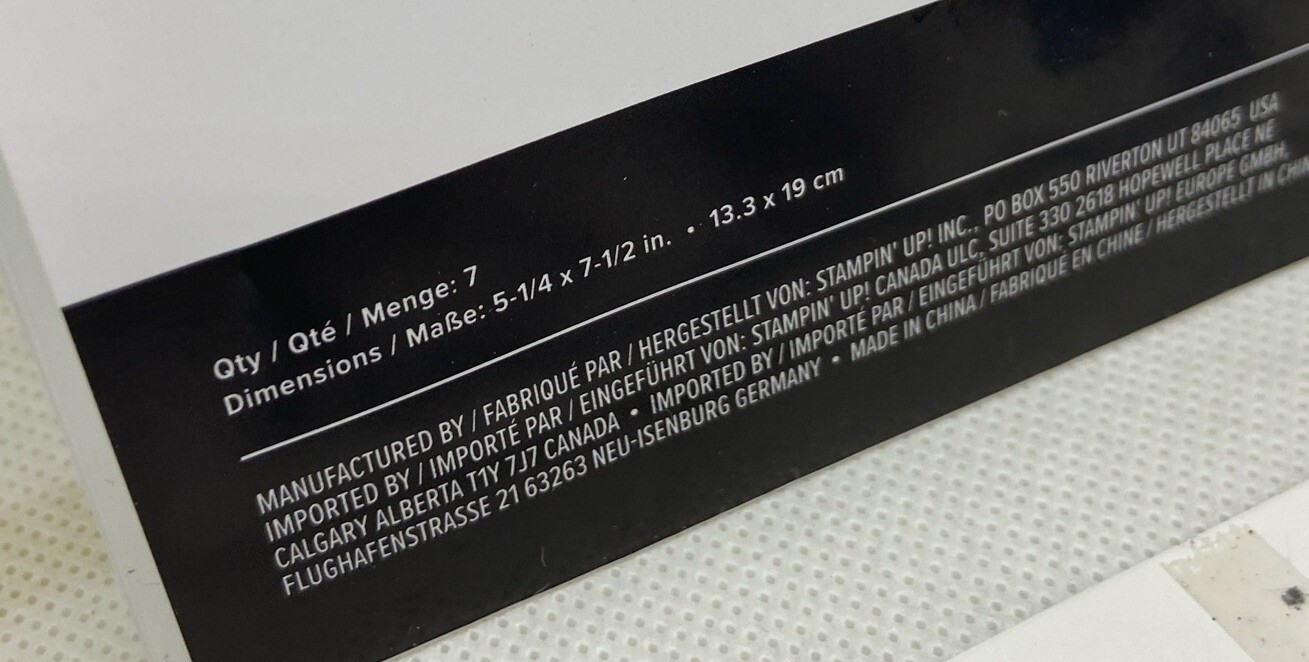 Qty / Qté / Menge: 7
Dimensions / Maße: 5-1/4 x 7-1/2 in. • 13.3 x 19 cm
MANUFACTURED BY / FABRIQUÉ PAR / HERGESTELLT VON: STAMPIN' UP! INC., PO BOX 550 RIVERTON UT 84065 USA
IMPORTED BY / IMPORTÉ PAR / EINGEFÜHRT VON: STAMPIN' UP! CANADA ULC, SUITE 330 2618 HOPEWELL PLACE NE
CALGARY ALBERTA T1Y 7J7 CANADA • IMPORTED BY / IMPORTÉ PAR / EINGEFÜHRT VON: STAMPIN' UP! EUROPE GMBH,
FLUGHAFENSTRASSE 21 63263 NEU-ISENBURG GERMANY • MADE IN CHINA / FABRIQUÉ EN CHINE / HERGESTELLT IN